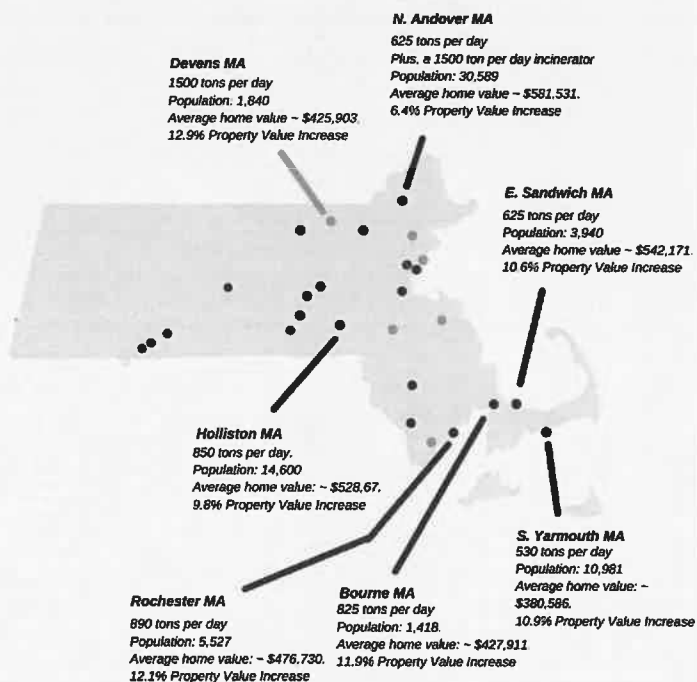 N. Andover MA
625 tons per day
Plus, a 1500 ton per day incinerator
Population: 30,589
Average home value ~ $581,531.
6.4% Property Value Increase
Devens MA
1500 tons per day
Population: 1,840
Average home value ~ $425,903.
12.9% Property Value Increase
E. Sandwich MA
625 tons per day
Population: 3,940
Average home value ~ $542,171.
10.6% Property Value Increase
Holliston MA
850 tons per day.
Population: 14,600
Average home value: ~ $528,67.
9.8% Property Value Increase
S. Yarmouth MA
530 tons per day
Population: 10,981
Average home value: ~
$380,586.
10.9% Property Value Increase
Rochester MA
890 tons per day
Population: 5,527
Average home value: ~ $476,730.
12.1% Property Value Increase
Bourne MA
825 tons per day
Population: 1,418.
Average home value: ~ $427,911
11.9% Property Value Increase